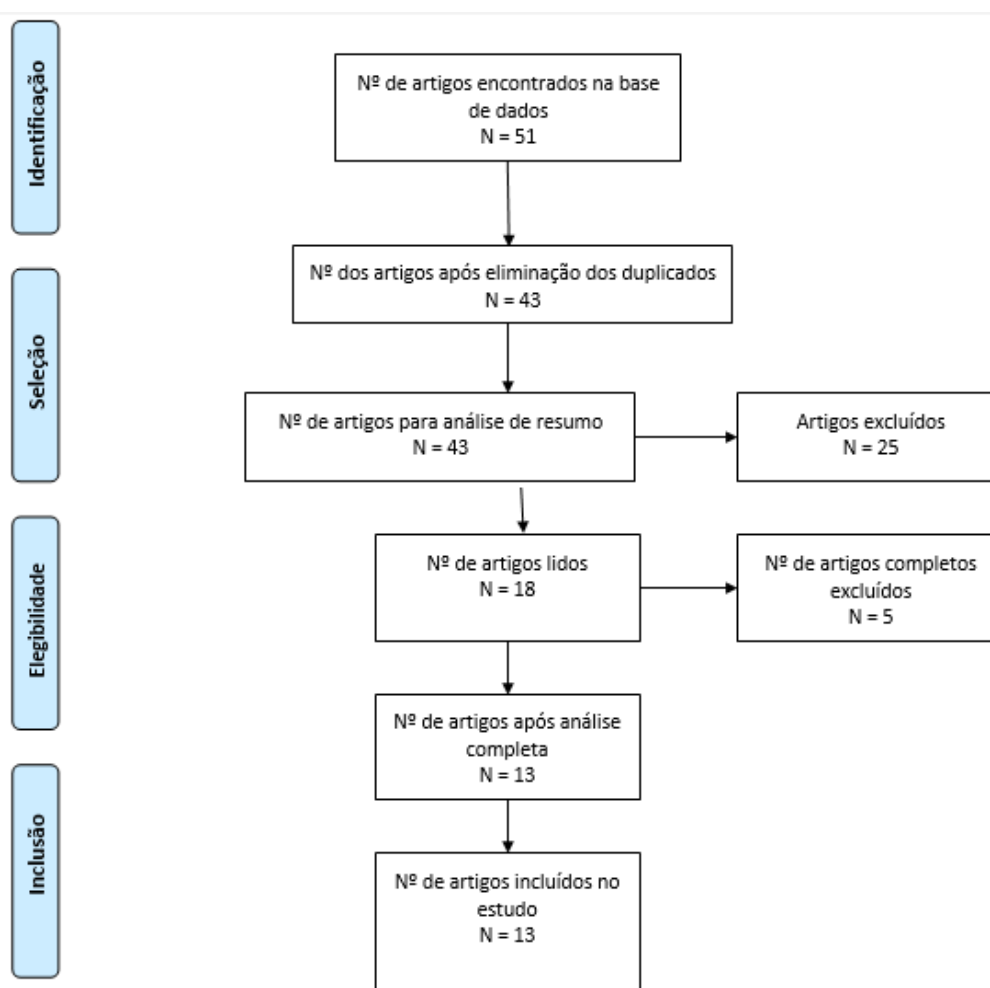 Identificação
Nº de artigos encontrados na base
de dados
N = 51
Nº dos artigos após eliminação dos duplicados
N = 43
Seleção
Nº de artigos para análise de resumo
N = 43
Artigos excluídos
N = 25
Elegibilidade
Nº de artigos lidos
N = 18
Nº de artigos completos
excluídos
N = 5
Nº de artigos após análise
completa
N = 13
Inclusão
Nº de artigos incluídos no
estudo
N = 13